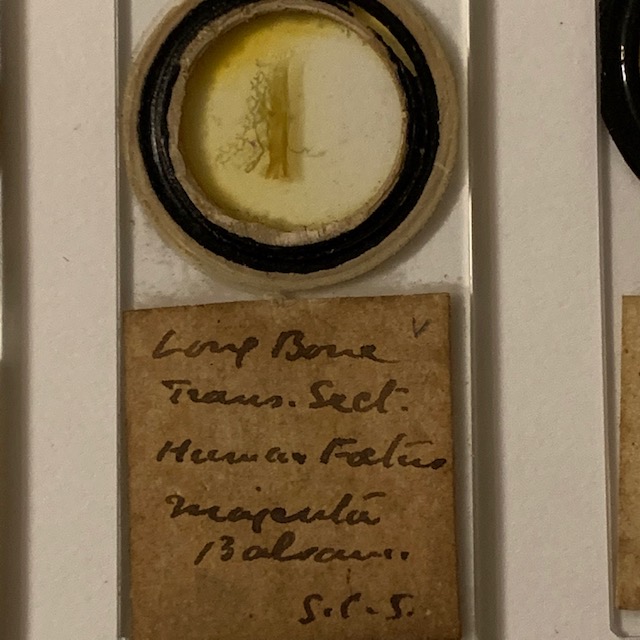 ✓
Long Bone
Trans. Sect.
Human Fœtus
Magenta
Balsam.
S.C.S.